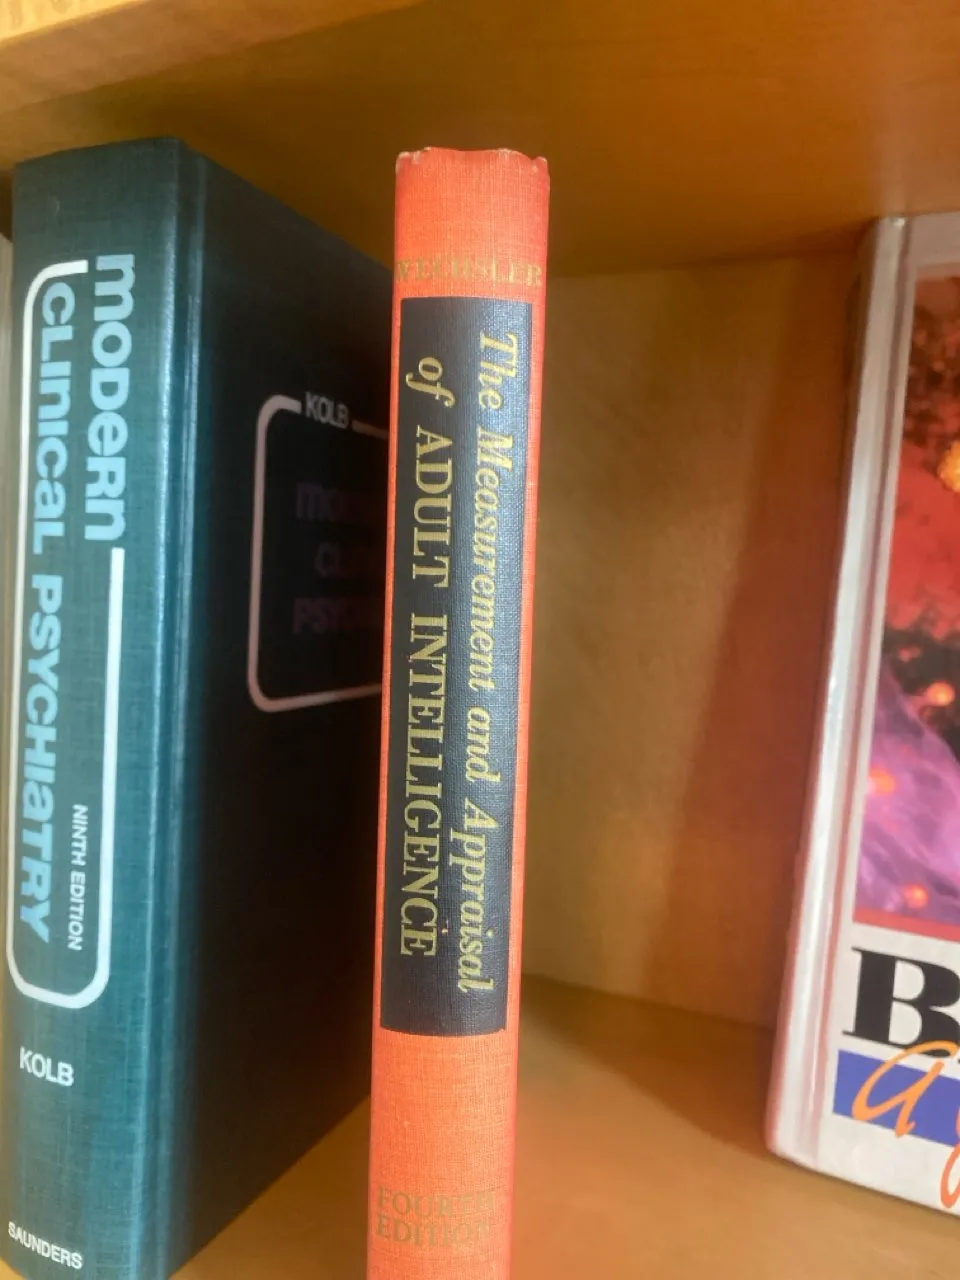 modern
clinical psychiatry
NINTH EDITION
KOLB
SAUNDERS
KOLB
WECHSLER
The Measurement and Appraisal
of ADULT INTELLIGENCE
FOURTH
EDITION
B
a